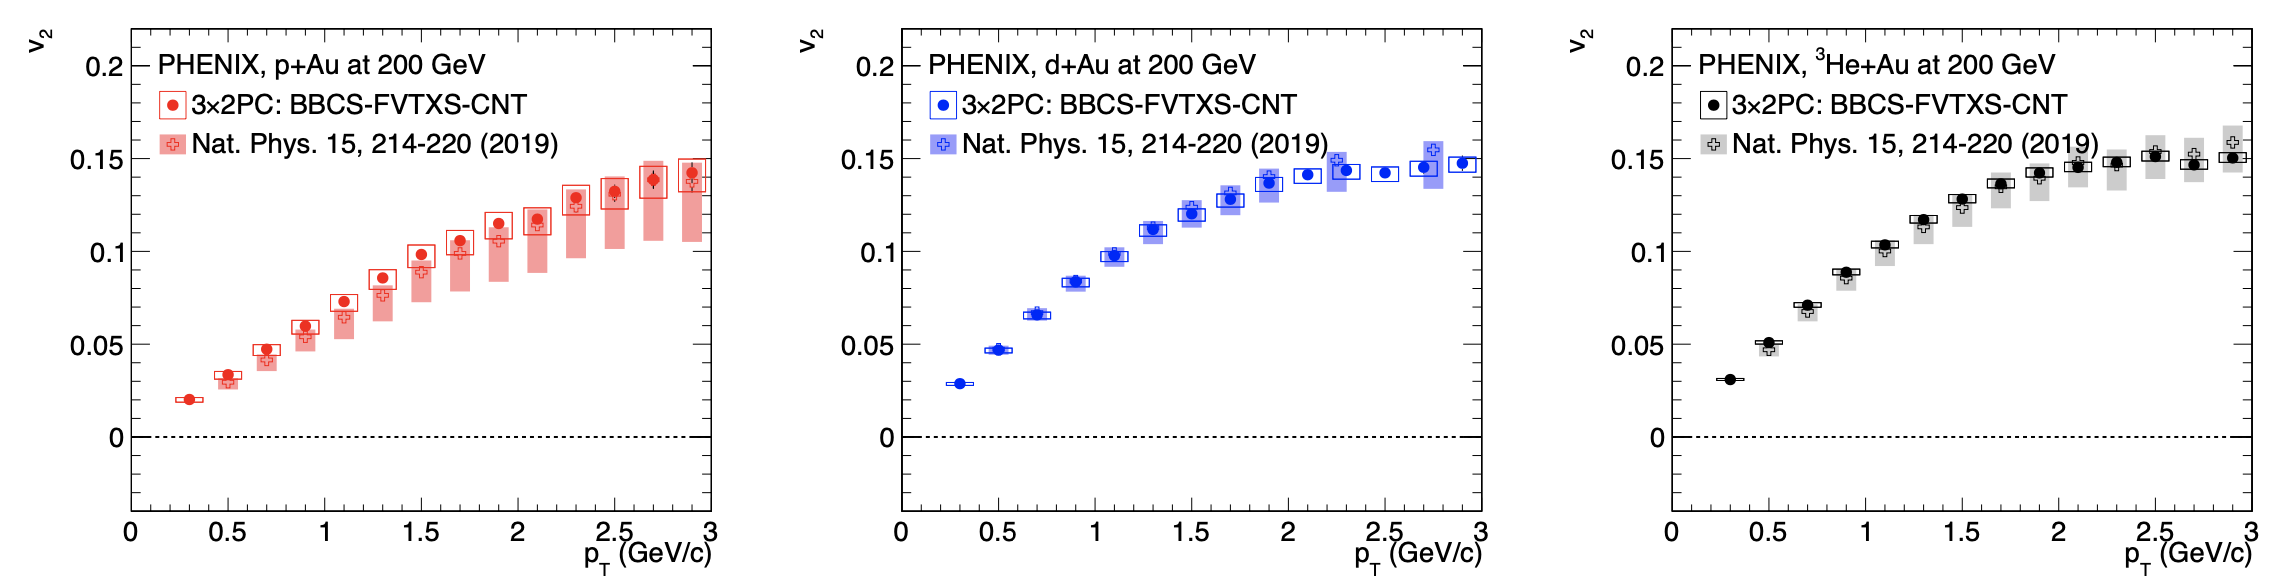 v2
0.2
0.15
0.1
0.05
0
PHENIX, p+Au at 200 GeV
3×2PC: BBCS-FVTXS-CNT
Nat. Phys. 15, 214-220 (2019)
0 0.5 1 1.5 2 2.5 3
pT (GeV/c)
v2
0.2
0.15
0.1
0.05
0
PHENIX, d+Au at 200 GeV
3×2PC: BBCS-FVTXS-CNT
Nat. Phys. 15, 214-220 (2019)
0 0.5 1 1.5 2 2.5 3
pT (GeV/c)
v2
0.2
0.15
0.1
0.05
0
PHENIX, 3He+Au at 200 GeV
3×2PC: BBCS-FVTXS-CNT
Nat. Phys. 15, 214-220 (2019)
0 0.5 1 1.5 2 2.5 3
pT (GeV/c)